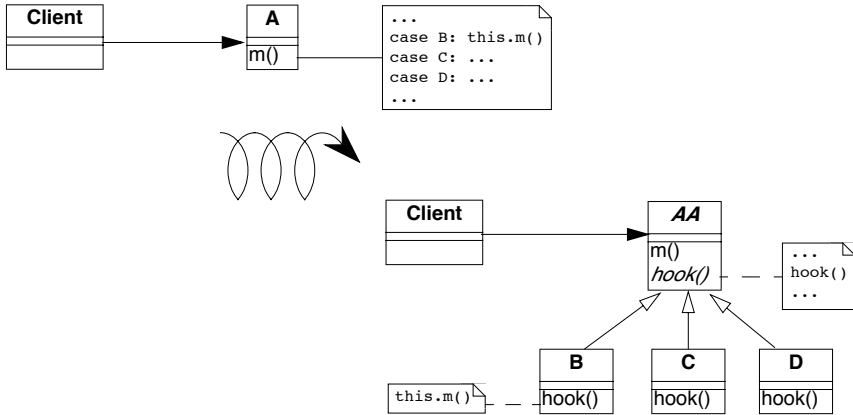 Client
A
m()
...
case B: this.m()
case C: ...
case D: ...
...
Client
AA
m()
hook()
...
hook()
...
B
C
D
this.m()
hook()
hook()
hook()